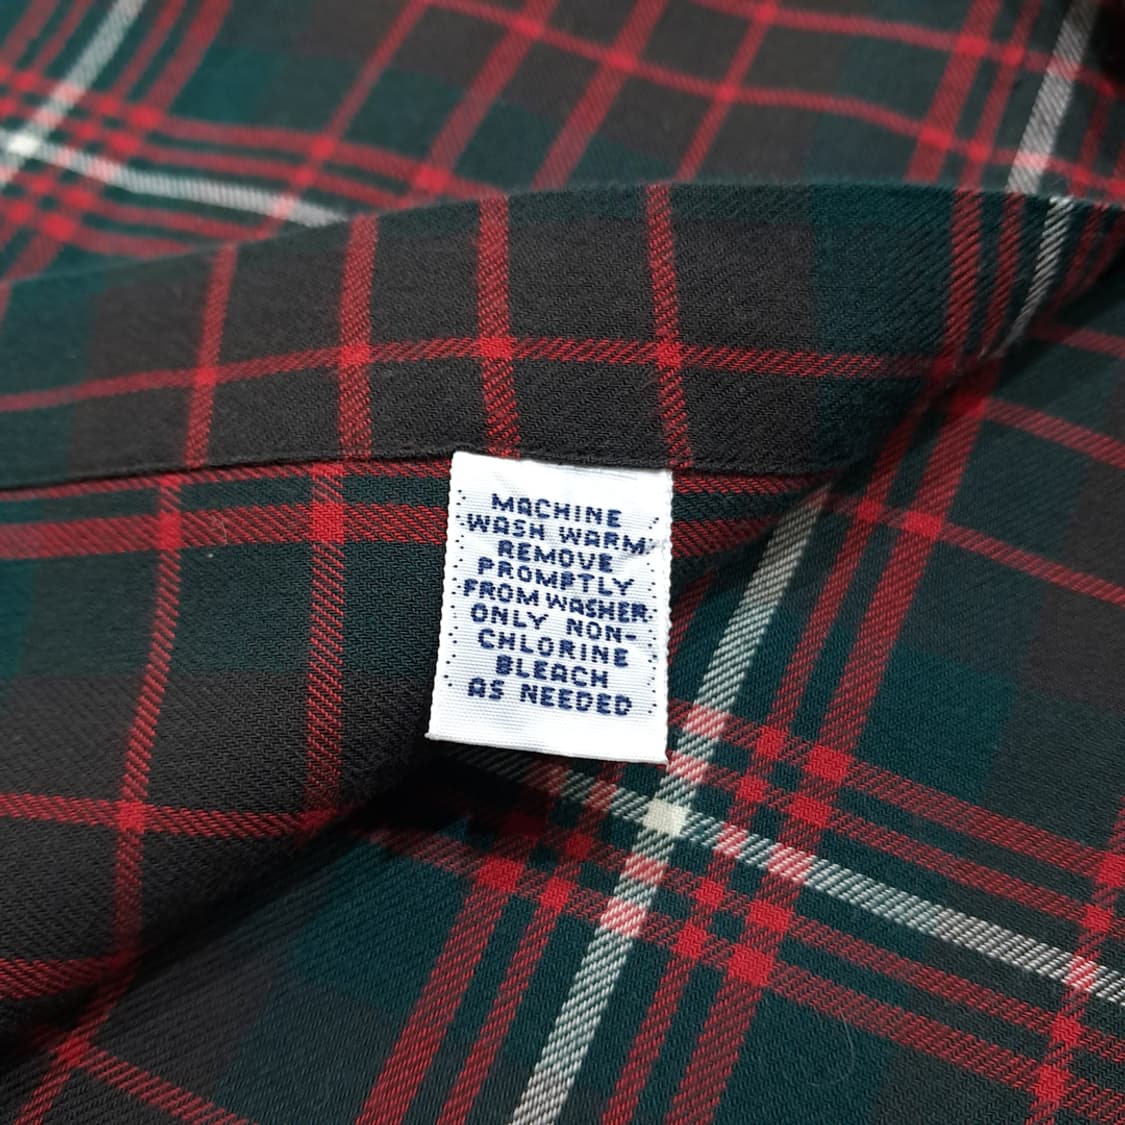 MACHINE
WASH WARM
REMOVE
PROMPTLY
FROM WASHER
ONLY NON-
CHLORINE
BLEACH
AS NEEDED